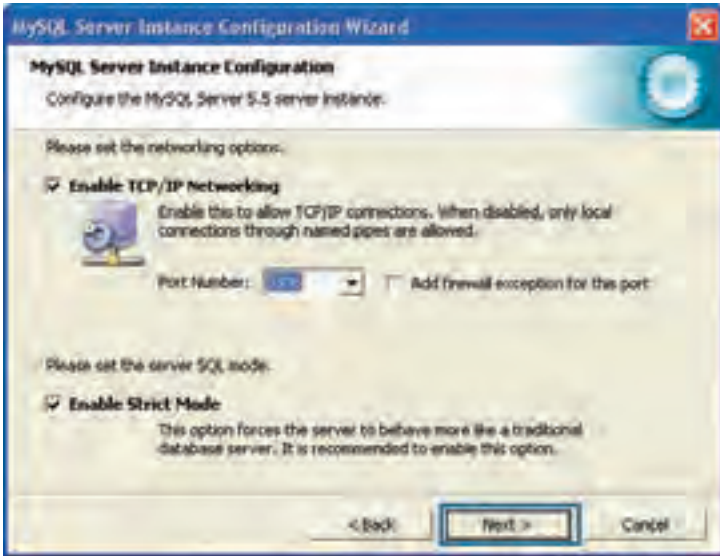 MySQL Server Instance Configuration Wizard
MySQL Server Instance Configuration
Configure the MySQL Server 5.5 server instance.
Please set the networking options.
Enable TCP/IP Networking
Enable this to allow TCP/IP connections. When disabled, only local
connections through named pipes are allowed.
Port Number:
Add firewall exception for this port
Please set the server SQL mode.
Enable Strict Mode
This option forces the server to behave more like a traditional
database server. It is recommended to enable this option.
< Back
Next >
Cancel